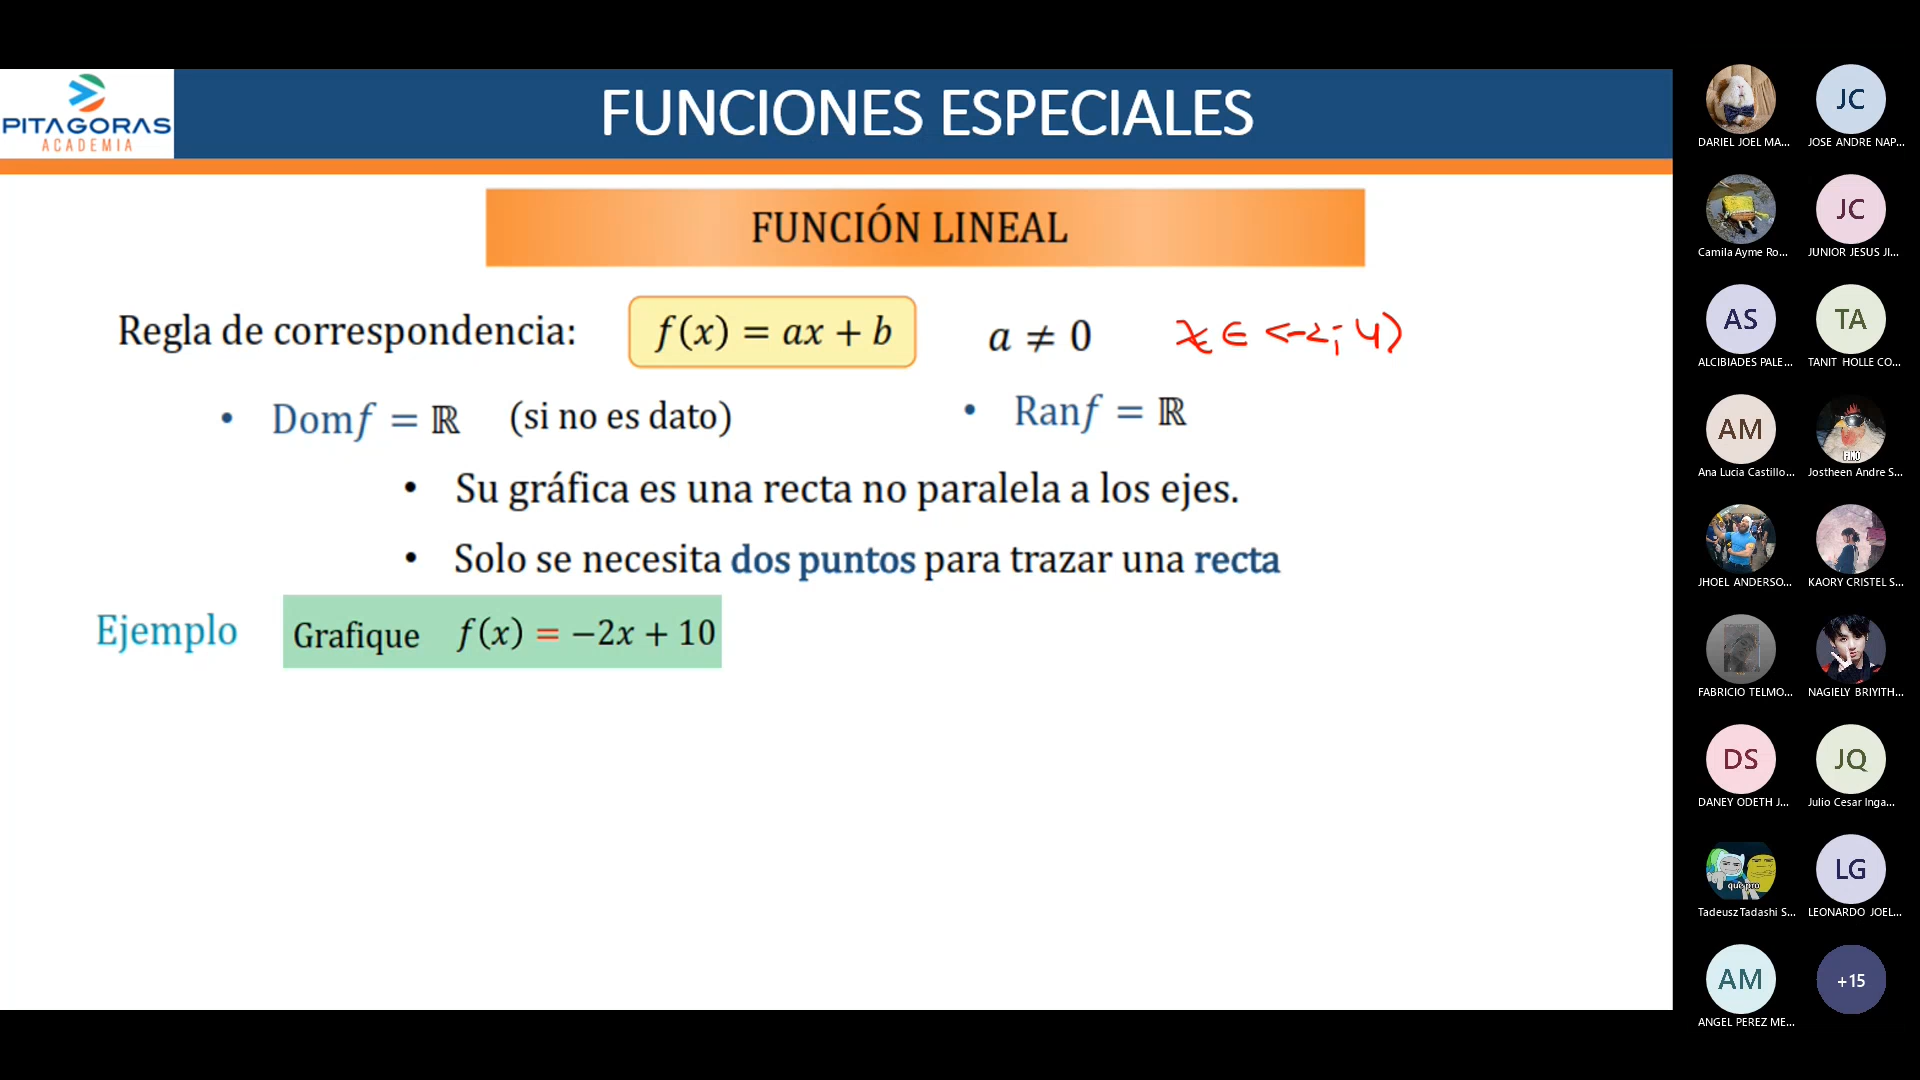 PITAGORAS
ACADEMIA
FUNCIONES ESPECIALES
FUNCIÓN LINEAL
Regla de correspondencia: f(x) = ax + b a ≠ 0 x ∈ <-2; 4>
• Domf = ℝ (si no es dato) • Ranf = ℝ
• Su gráfica es una recta no paralela a los ejes.
• Solo se necesita dos puntos para trazar una recta
Ejemplo Grafique f(x) = −2x + 10
DARIEL JOEL MA...
JC
JOSE ANDRE NAP...
Camila Ayme Ro...
JC
JUNIOR JESUS JI...
AS
ALCIBIADES PALE...
TA
TANIT HOLLE CO...
AM
Ana Lucia Castillo...
FINO
Jostheen Andre S...
JHOEL ANDERSO...
KAORY CRISTEL S...
FABRICIO TELMO...
NAGIELY BRIYITH...
DS
DANEY ODETH J...
JQ
Julio Cesar Inga...
que pro
Tadeusz Tadashi S...
LG
LEONARDO JOEL...
AM
ANGEL PEREZ ME...
+15